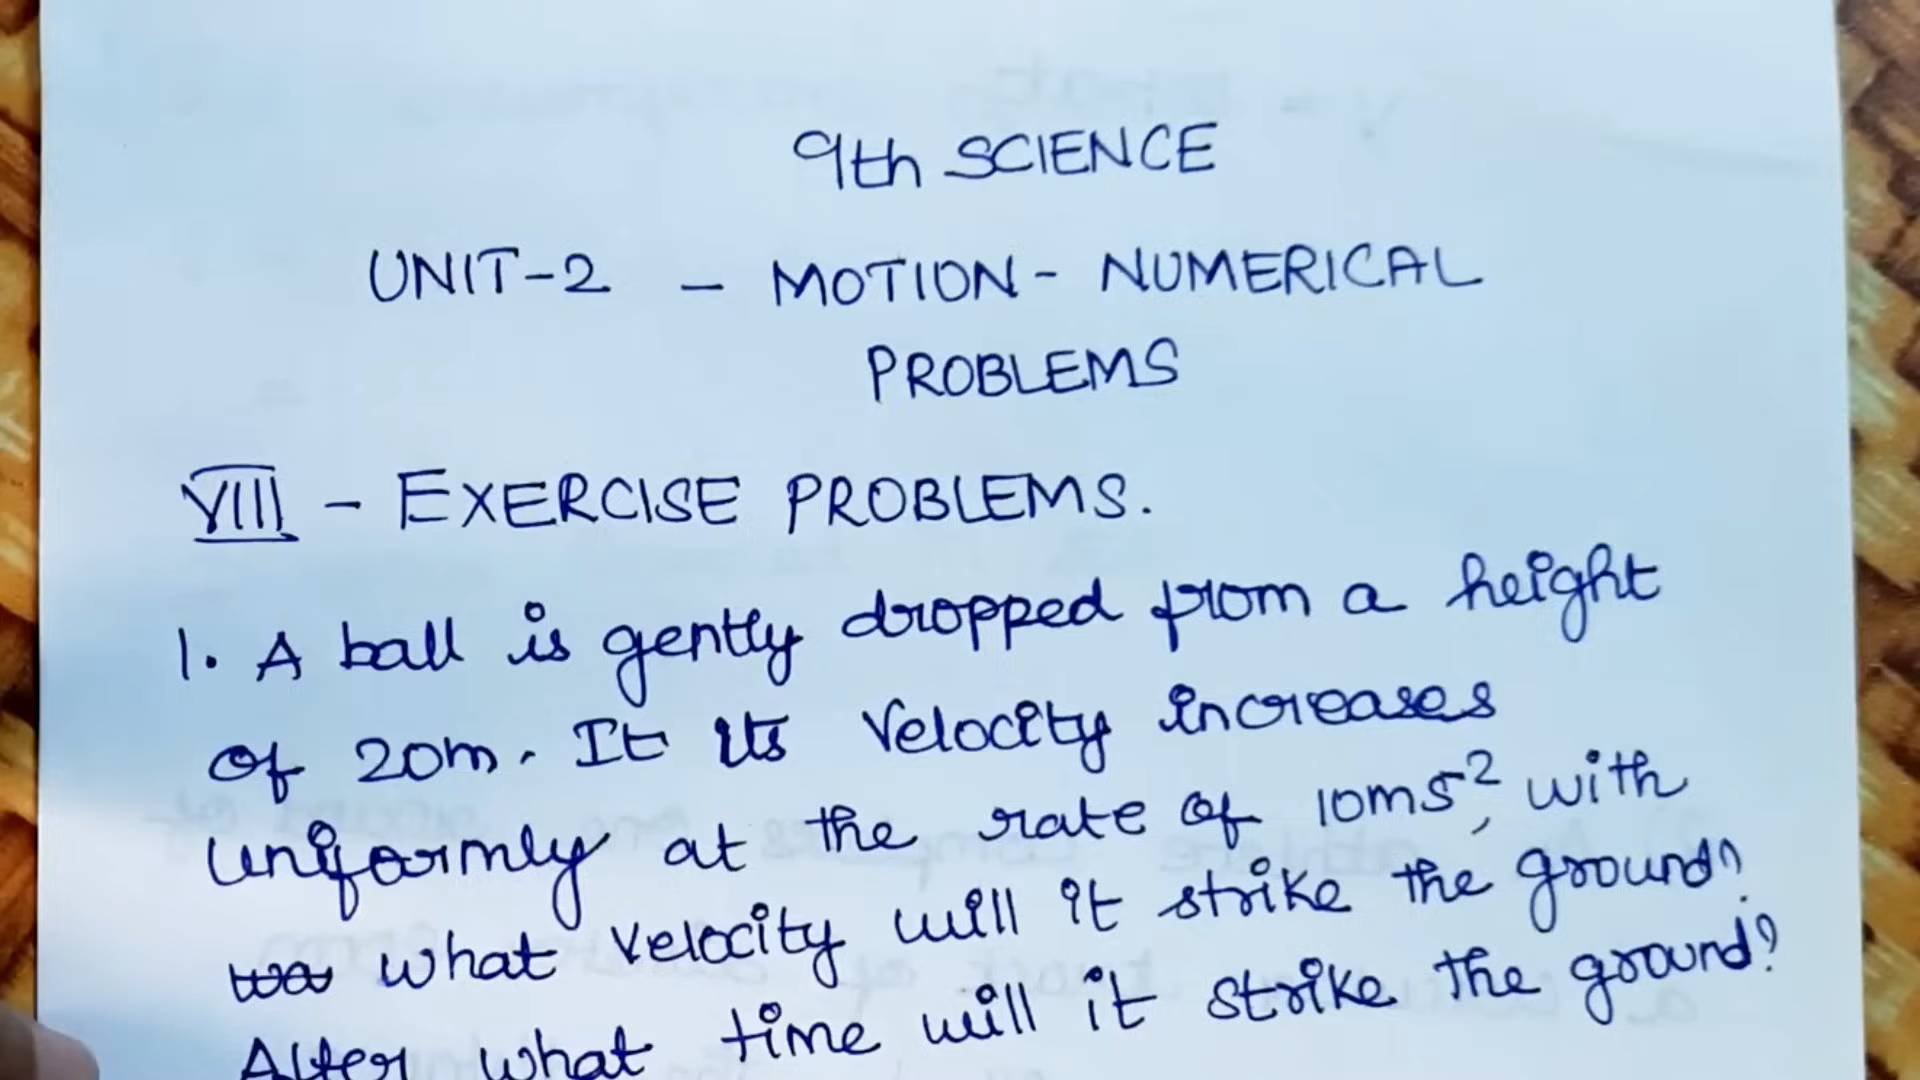 9th SCIENCE
UNIT-2 - MOTION - NUMERICAL
PROBLEMS
VIII - EXERCISE PROBLEMS.
1. A ball is gently dropped from a height
of 20m. It its Velocity increases
uniformly at the rate of 10ms², with
what velocity will it strike the ground?
After what time will it strike the ground?